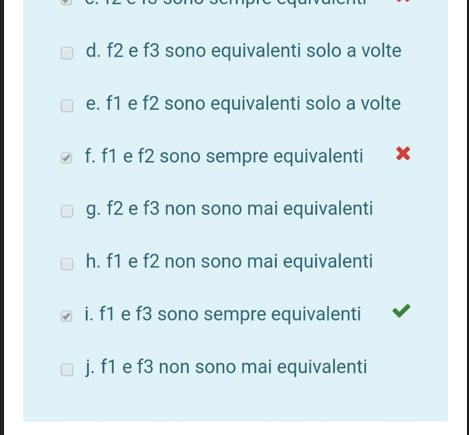 c. f2 e f3 sono sempre equivalenti
d. f2 e f3 sono equivalenti solo a volte
e. f1 e f2 sono equivalenti solo a volte
f. f1 e f2 sono sempre equivalenti
g. f2 e f3 non sono mai equivalenti
h. f1 e f2 non sono mai equivalenti
i. f1 e f3 sono sempre equivalenti
j. f1 e f3 non sono mai equivalenti